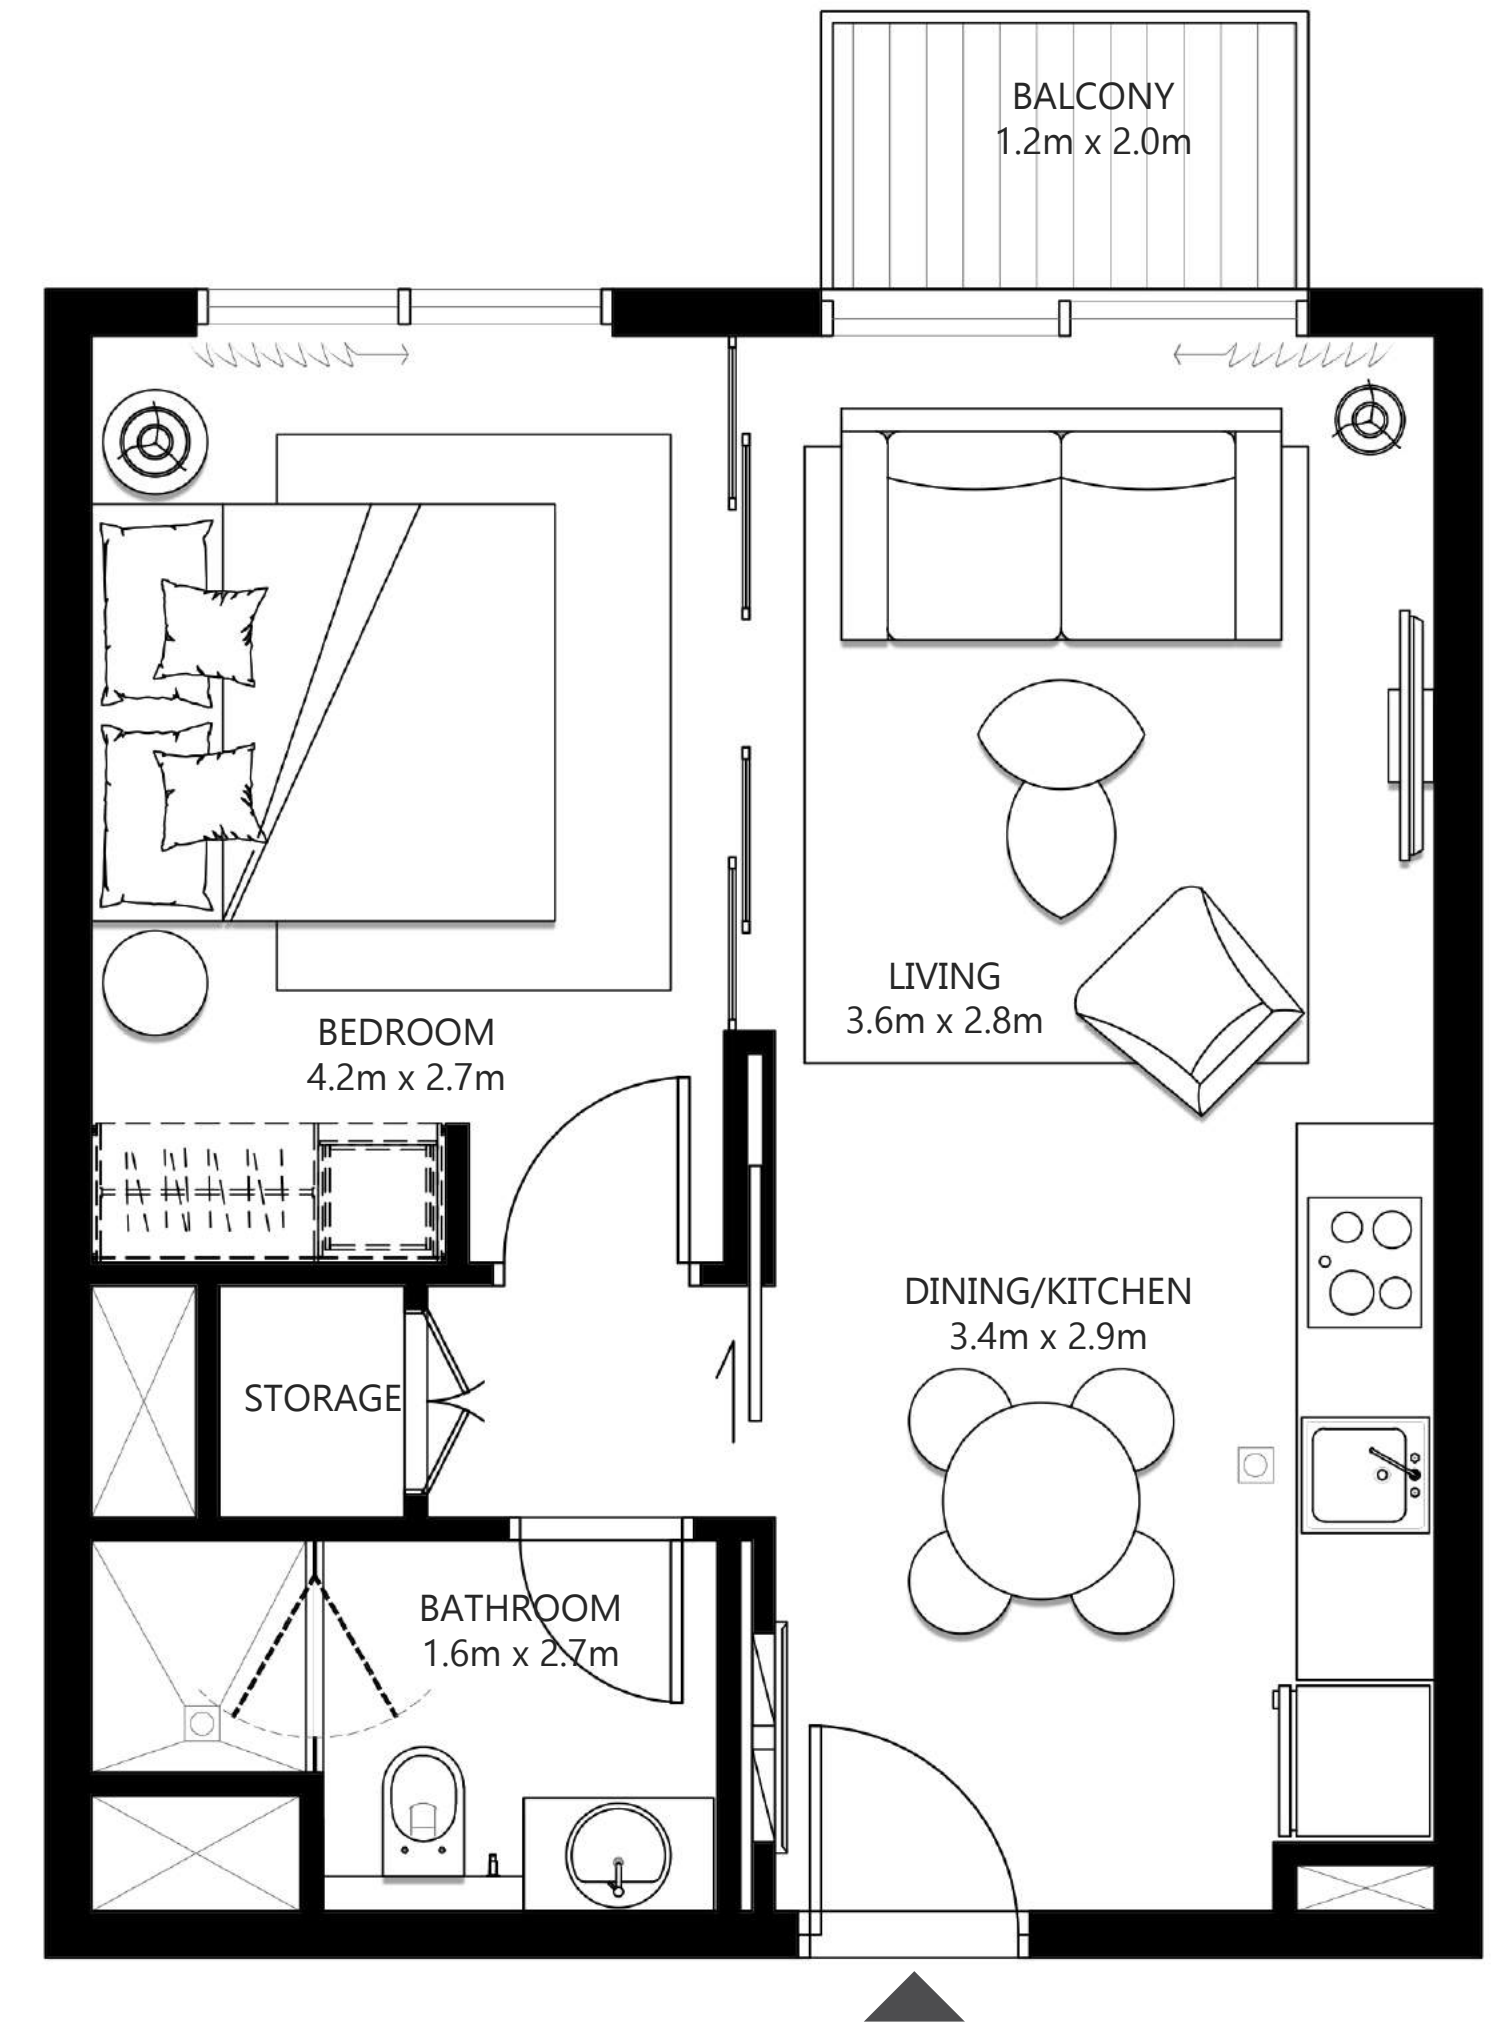 BALCONY
1.2m x 2.0m
LIVING
3.6m x 2.8m
BEDROOM
4.2m x 2.7m
DINING/KITCHEN
3.4m x 2.9m
STORAGE
BATHROOM
1.6m x 2.7m